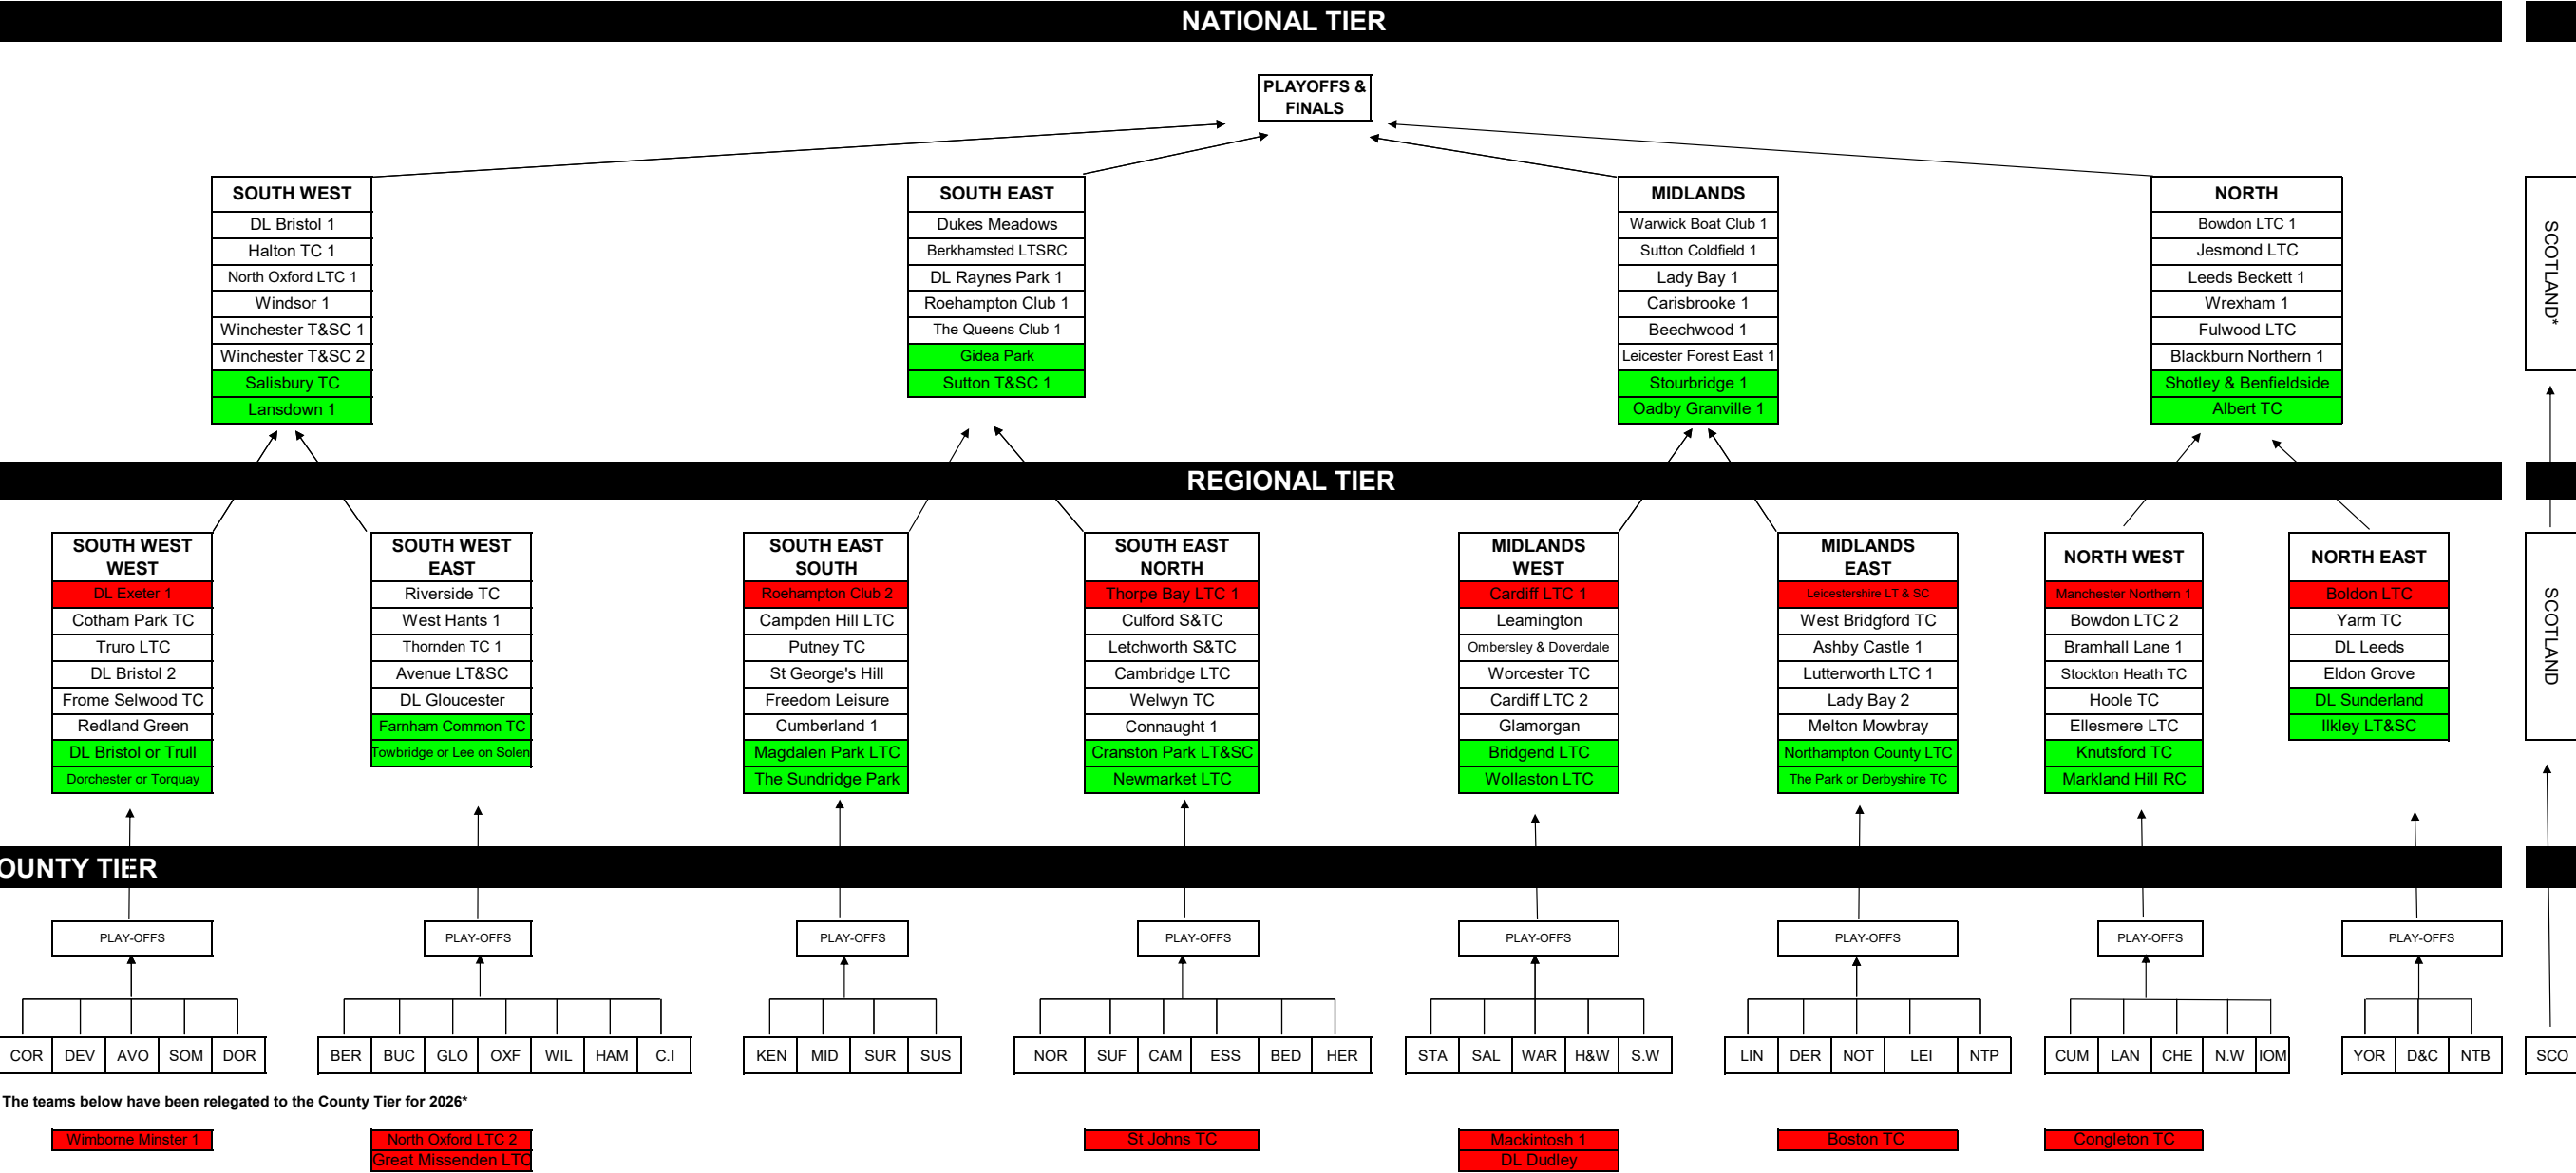 NATIONAL TIER
PLAYOFFS &
FINALS
SOUTH WEST
DL Bristol 1
Halton TC 1
North Oxford LTC 1
Windsor 1
Winchester T&SC 1
Winchester T&SC 2
Salisbury TC
Lansdown 1
SOUTH EAST
Dukes Meadows
Berkhamsted LTSRC
DL Raynes Park 1
Roehampton Club 1
The Queens Club 1
Gidea Park
Sutton T&SC 1
MIDLANDS
Warwick Boat Club 1
Sutton Coldfield 1
Lady Bay 1
Carisbrooke 1
Beechwood 1
Leicester Forest East 1
Stourbridge 1
Oadby Granville 1
NORTH
Bowdon LTC 1
Jesmond LTC
Leeds Beckett 1
Wrexham 1
Fulwood LTC
Blackburn Northern 1
Shotley & Benfieldside
Albert TC
SCOTLAND*
REGIONAL TIER
SOUTH WEST
WEST
DL Exeter 1
Cotham Park TC
Truro LTC
DL Bristol 2
Frome Selwood TC
Redland Green
DL Bristol or Trull
Dorchester or Torquay
SOUTH WEST
EAST
Riverside TC
West Hants 1
Thornden TC 1
Avenue LT&SC
DL Gloucester
Farnham Common TC
Towbridge or Lee on Solen
SOUTH EAST
SOUTH
Roehampton Club 2
Campden Hill LTC
Putney TC
St George's Hill
Freedom Leisure
Cumberland 1
Magdalen Park LTC
The Sundridge Park
SOUTH EAST
NORTH
Thorpe Bay LTC 1
Culford S&TC
Letchworth S&TC
Cambridge LTC
Welwyn TC
Connaught 1
Cranston Park LT&SC
Newmarket LTC
MIDLANDS
WEST
Cardiff LTC 1
Leamington
Ombersley & Doverdale
Worcester TC
Cardiff LTC 2
Glamorgan
Bridgend LTC
Wollaston LTC
MIDLANDS
EAST
Leicestershire LT & SC
West Bridgford TC
Ashby Castle 1
Lutterworth LTC 1
Lady Bay 2
Melton Mowbray
Northampton County LTC
The Park or Derbyshire TC
NORTH WEST
Manchester Northern 1
Bowdon LTC 2
Bramhall Lane 1
Stockton Heath TC
Hoole TC
Ellesmere LTC
Knutsford TC
Markland Hill RC
NORTH EAST
Boldon LTC
Yarm TC
DL Leeds
Eldon Grove
DL Sunderland
Ilkley LT&SC
SCOTLAND
OUNTY TIER
PLAY-OFFS PLAY-OFFS PLAY-OFFS PLAY-OFFS PLAY-OFFS PLAY-OFFS PLAY-OFFS PLAY-OFFS
COR DEV AVO SOM DOR BER BUC GLO OXF WIL HAM C.I KEN MID SUR SUS NOR SUF CAM ESS BED HER STA SAL WAR H&W S.W LIN DER NOT LEI NTP CUM LAN CHE N.W IOM YOR D&C NTB SCO
The teams below have been relegated to the County Tier for 2026*
Wimborne Minster 1 North Oxford LTC 2 St Johns TC Mackintosh 1 Boston TC Congleton TC
Great Missenden LTC DL Dudley